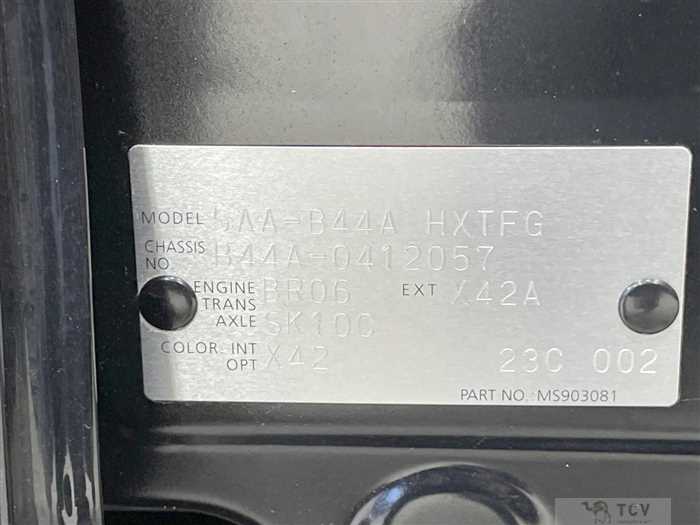 MODEL 5AA-B44A HXTFG
CHASSIS NO B44A-0412057
ENGINE BR06 EXT X42A
TRANS AXLE SK10C
COLOR-INT X42
OPT 23C 002
PART NO. MS903081
TCV